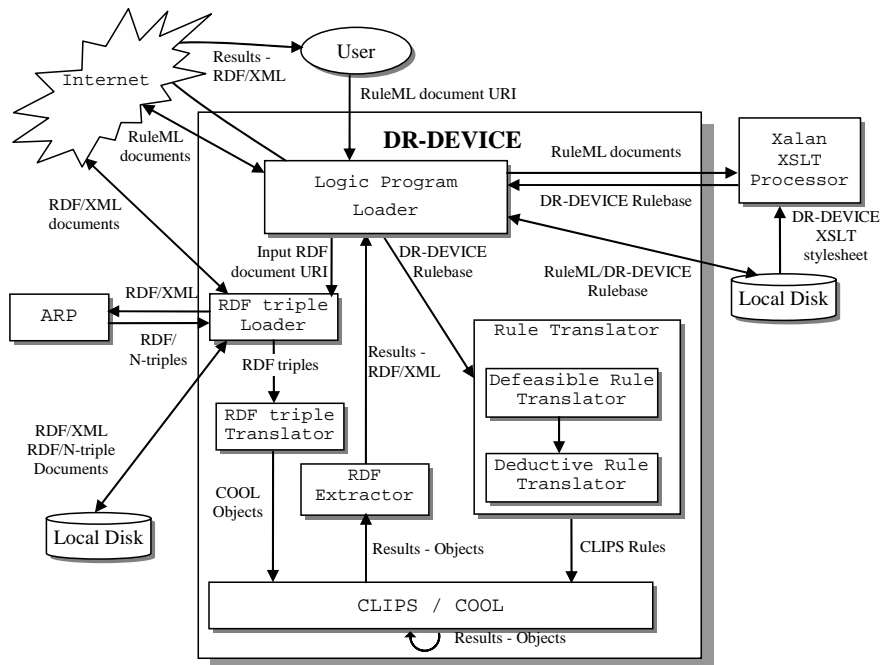 Internet
Results -
RDF/XML
User
RuleML document URI
RuleML
documents
DR-DEVICE
Logic Program
Loader
RuleML documents
DR-DEVICE Rulebase
Xalan
XSLT
Processor
DR-DEVICE
XSLT
stylesheet
RDF/XML
documents
Input RDF
document URI
DR-DEVICE
Rulebase
RuleML/DR-DEVICE
Rulebase
Local Disk
ARP
RDF/XML
RDF/
N-triples
RDF triple
Loader
RDF triples
Results -
RDF/XML
Rule Translator
Defeasible Rule
Translator
Deductive Rule
Translator
RDF triple
Translator
RDF/XML
RDF/N-triple
Documents
Local Disk
COOL
Objects
RDF
Extractor
Results - Objects
CLIPS Rules
CLIPS / COOL
Results - Objects